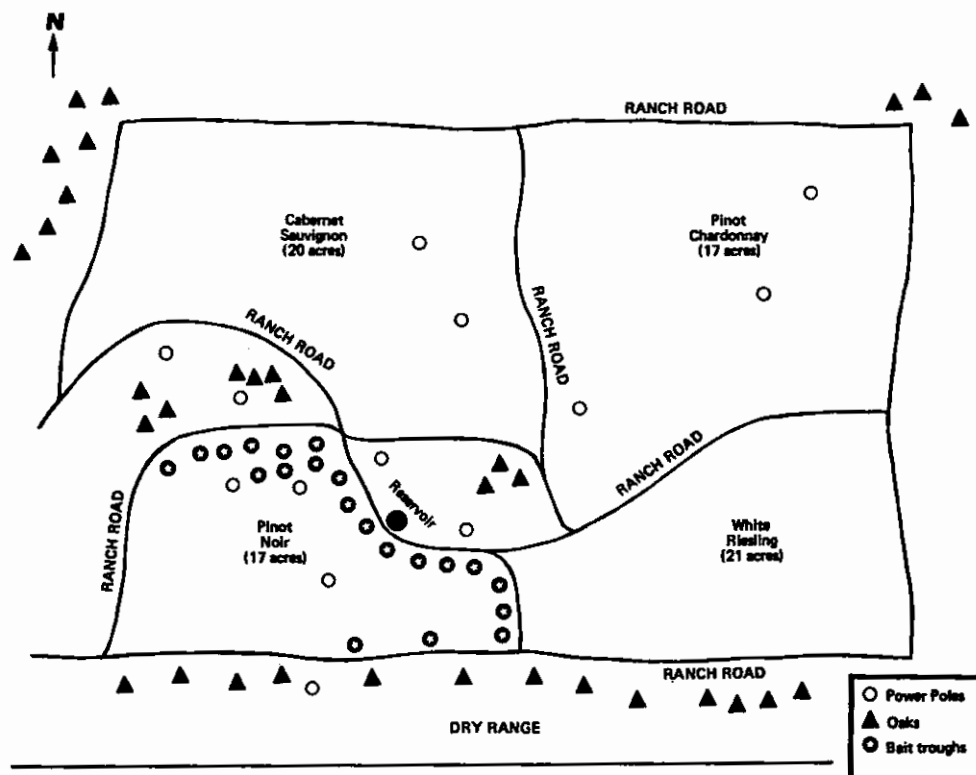 N
RANCH ROAD
Cabernet
Sauvignon
(20 acres)
Pinot
Chardonnay
(17 acres)
RANCH ROAD
RANCH ROAD
RANCH ROAD
Reservoir
RANCH ROAD
Pinot
Noir
(17 acres)
White
Riesling
(21 acres)
RANCH ROAD
DRY RANGE
Power Poles
Oaks
Bait troughs